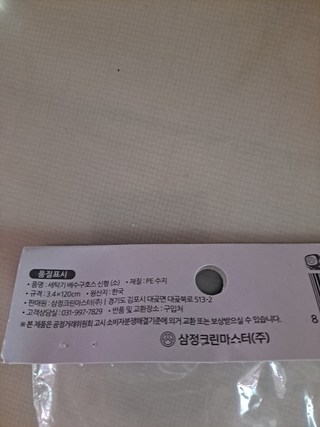 품질표시
• 품명 : 세탁기 배수구호스 신형 (소) • 재질 : PE 수지
• 규격 : 3.4×120cm • 원산지 : 한국
• 판매원 : 삼정크린마스터(주) | 경기도 김포시 대곶면 대곶북로 513-2
• 고객상담실 : 031-997-7829 • 반품 및 교환장소 : 구입처
※ 본 제품은 공정거래위원회 고시 소비자분쟁해결기준에 의거 교환 또는 보상받으실 수 있습니다.
삼정크린마스터(주)
8